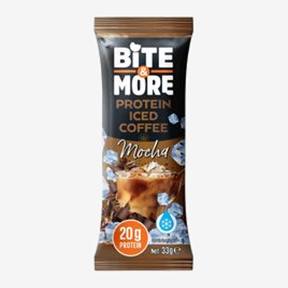 BiTE
&
MORE
PROTEIN
ICED
COFFEE
Mocha
20g
PROTEIN
Net 33g e